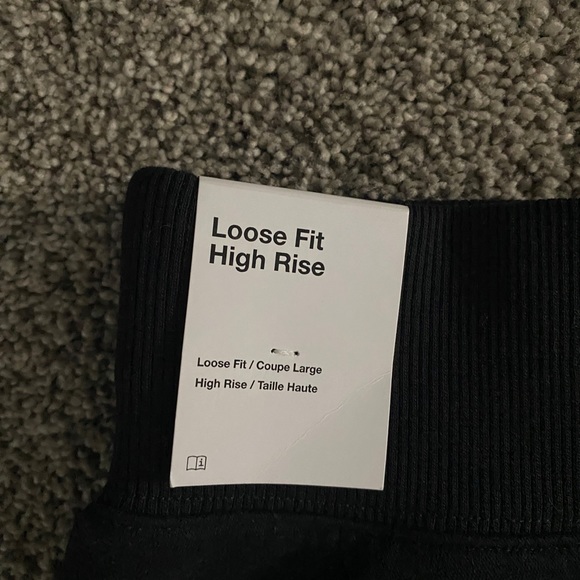 Loose Fit
High Rise
Loose Fit / Coupe Large
High Rise / Taille Haute